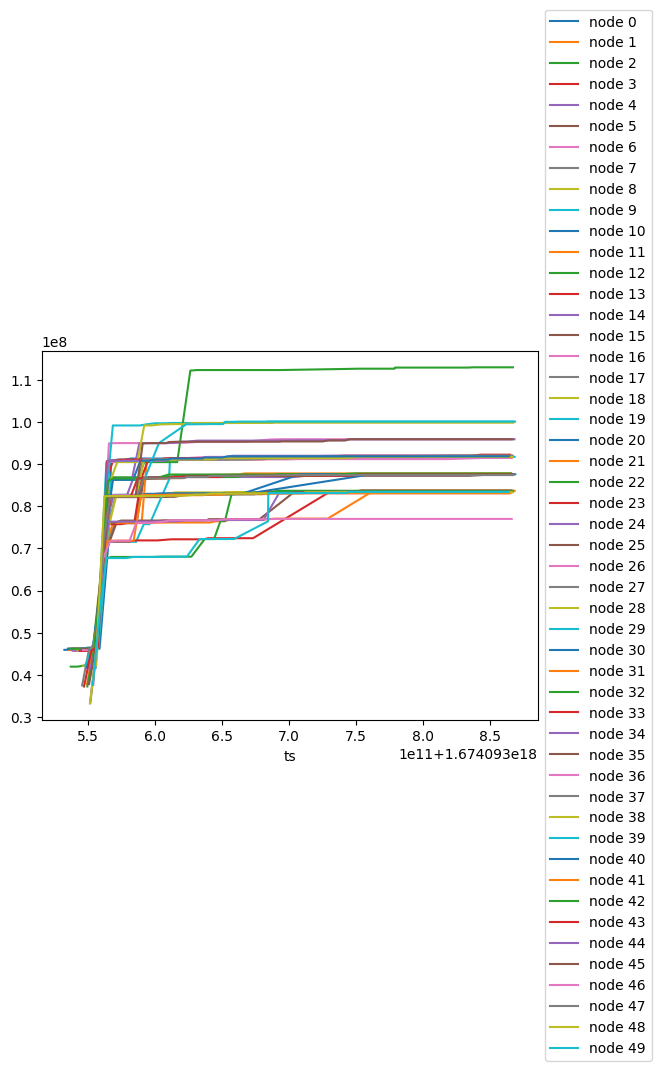 1e8
1.1
1.0
0.9
0.8
0.7
0.6
0.5
0.4
0.3
5.5 6.0 6.5 7.0 7.5 8.0 8.5
ts
1e11+1.674093e18
node 0
node 1
node 2
node 3
node 4
node 5
node 6
node 7
node 8
node 9
node 10
node 11
node 12
node 13
node 14
node 15
node 16
node 17
node 18
node 19
node 20
node 21
node 22
node 23
node 24
node 25
node 26
node 27
node 28
node 29
node 30
node 31
node 32
node 33
node 34
node 35
node 36
node 37
node 38
node 39
node 40
node 41
node 42
node 43
node 44
node 45
node 46
node 47
node 48
node 49